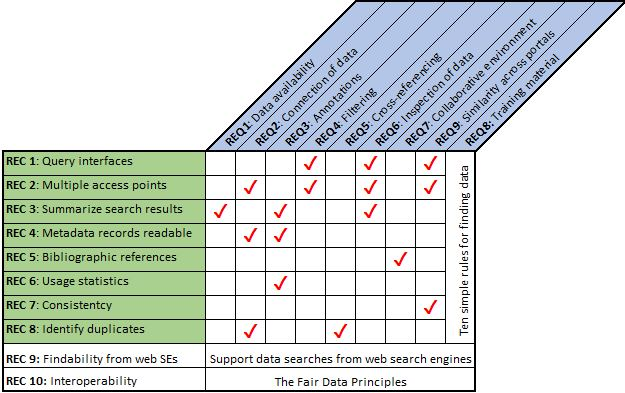 REQ1: Data availability
REQ2: Connection of data
REQ3: Annotations
REQ4: Filtering
REQ5: Cross-referencing
REQ6: Inspection of data
REQ7: Collaborative environment
REQ9: Similarity across portals
REQ8: Training material
REC 1: Query interfaces
REC 2: Multiple access points
REC 3: Summarize search results
REC 4: Metadata records readable
REC 5: Bibliographic references
REC 6: Usage statistics
REC 7: Consistentcy
REC 8: Identify duplicates
Ten simple rules for finding data
REC 9: Findability from web SEs
Support data searches from web search engines
REC 10: Interoperability
The Fair Data Principles